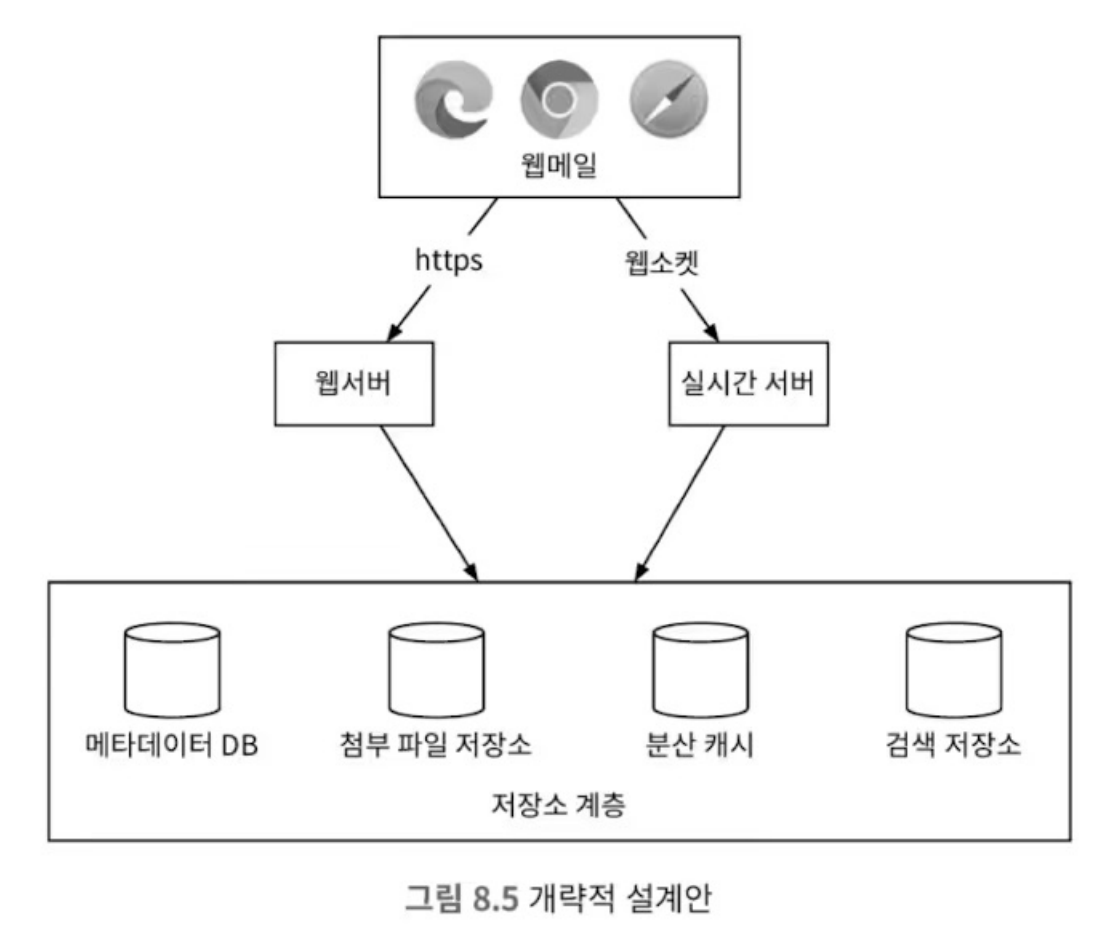 웹메일
https
웹소켓
웹서버
실시간 서버
메타데이터 DB
첨부 파일 저장소
분산 캐시
검색 저장소
저장소 계층
그림 8.5 개략적 설계안